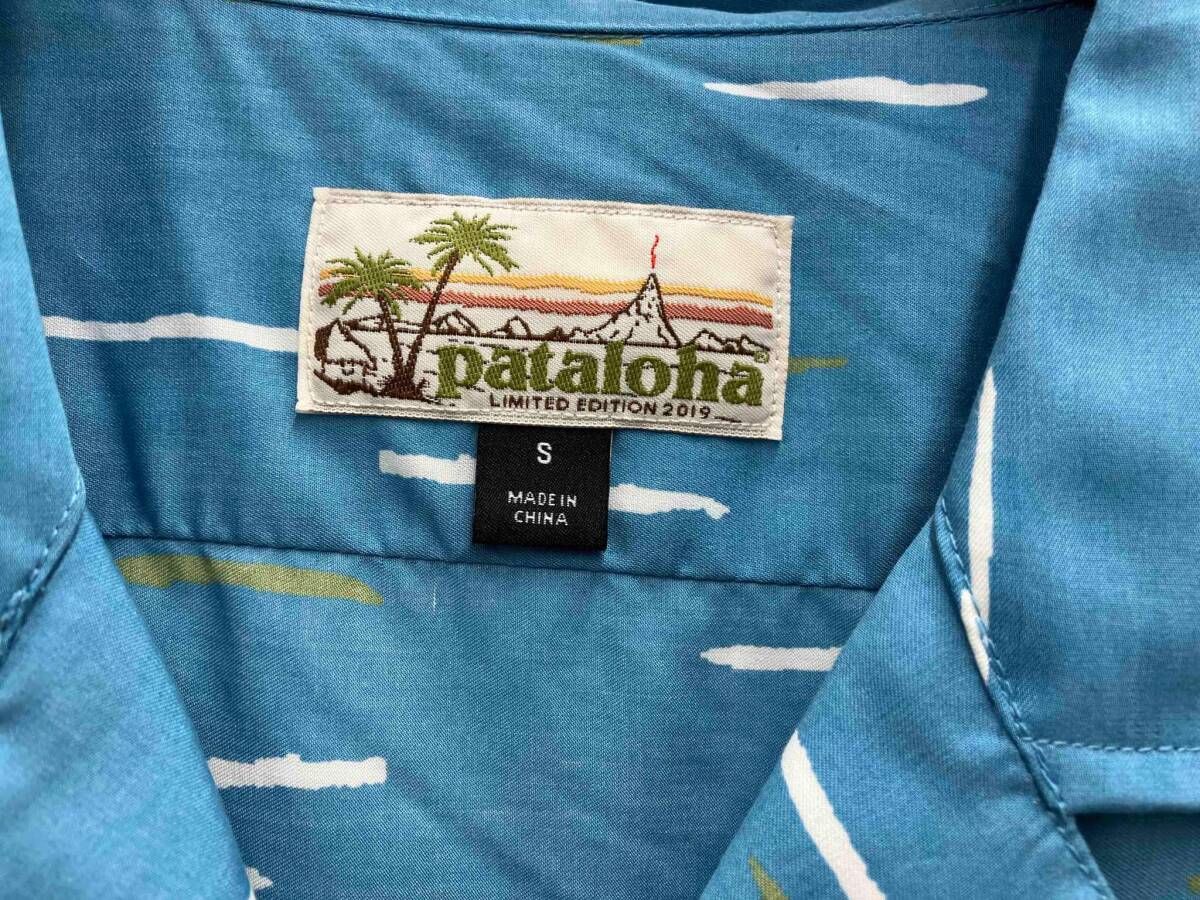 pataloha®
LIMITED EDITION 2019
S
MADE IN
CHINA